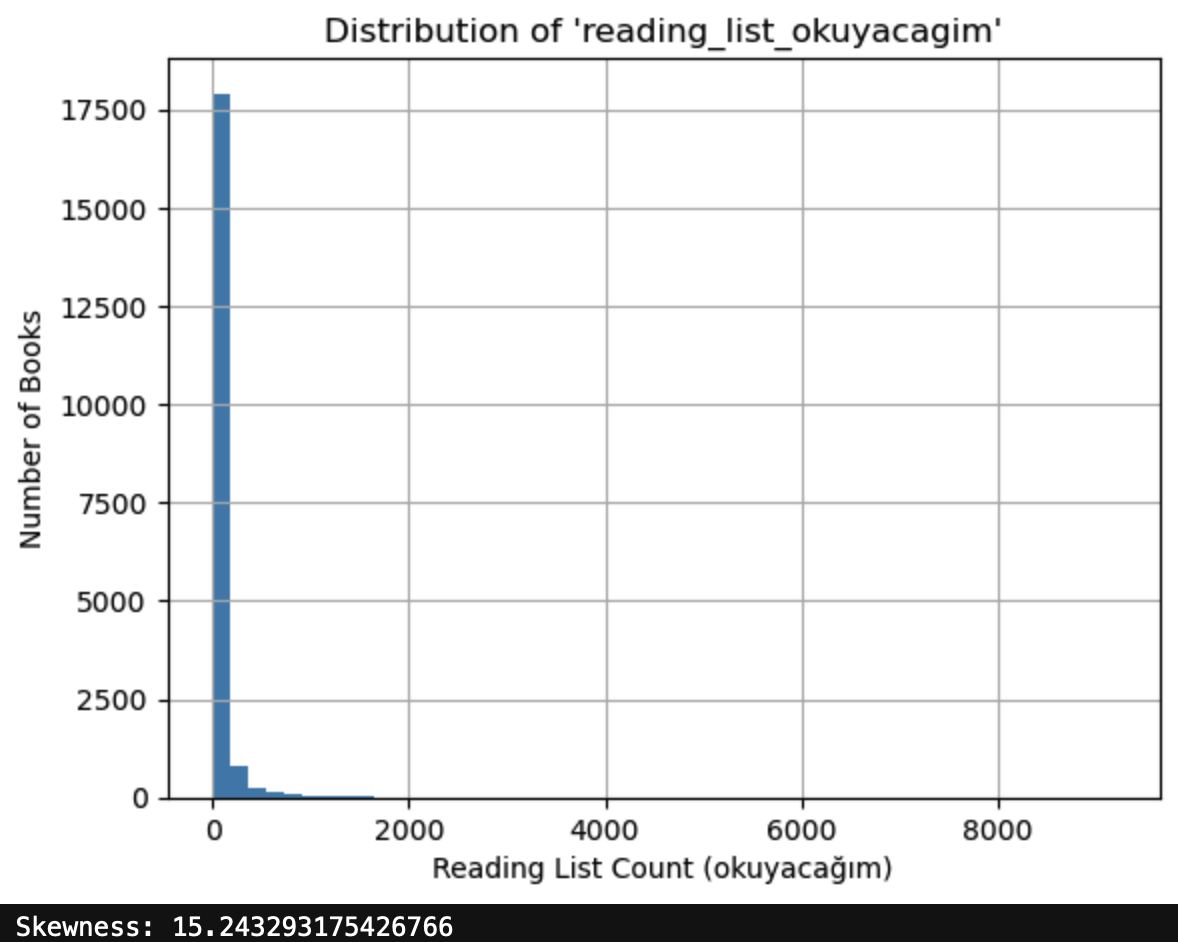 Distribution of 'reading_list_okuyacagim'
17500
15000
12500
10000
7500
5000
2500
0
Number of Books
0 2000 4000 6000 8000
Reading List Count (okuyacağım)
Skewness: 15.243293175426766